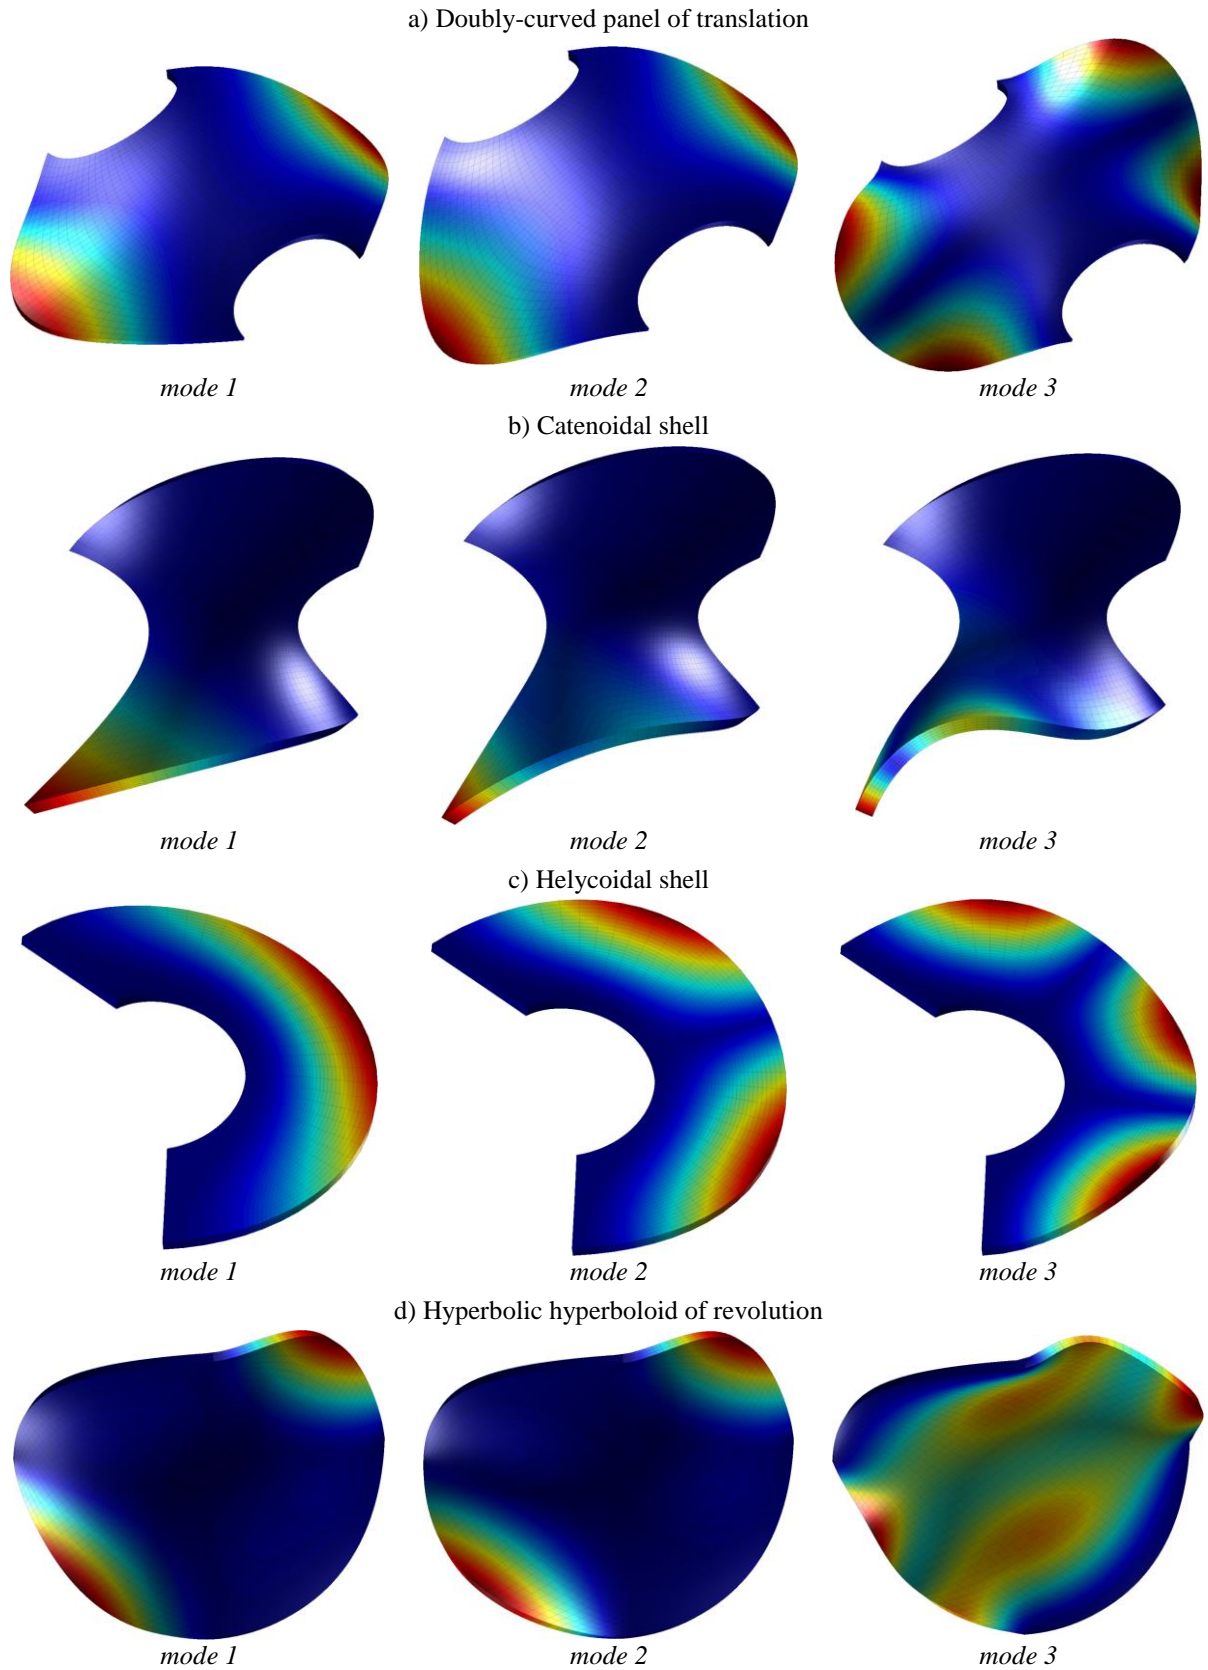 a) Doubly-curved panel of translation
mode 1 mode 2 mode 3
b) Catenoidal shell
mode 1 mode 2 mode 3
c) Helycoidal shell
mode 1 mode 2 mode 3
d) Hyperbolic hyperboloid of revolution
mode 1 mode 2 mode 3